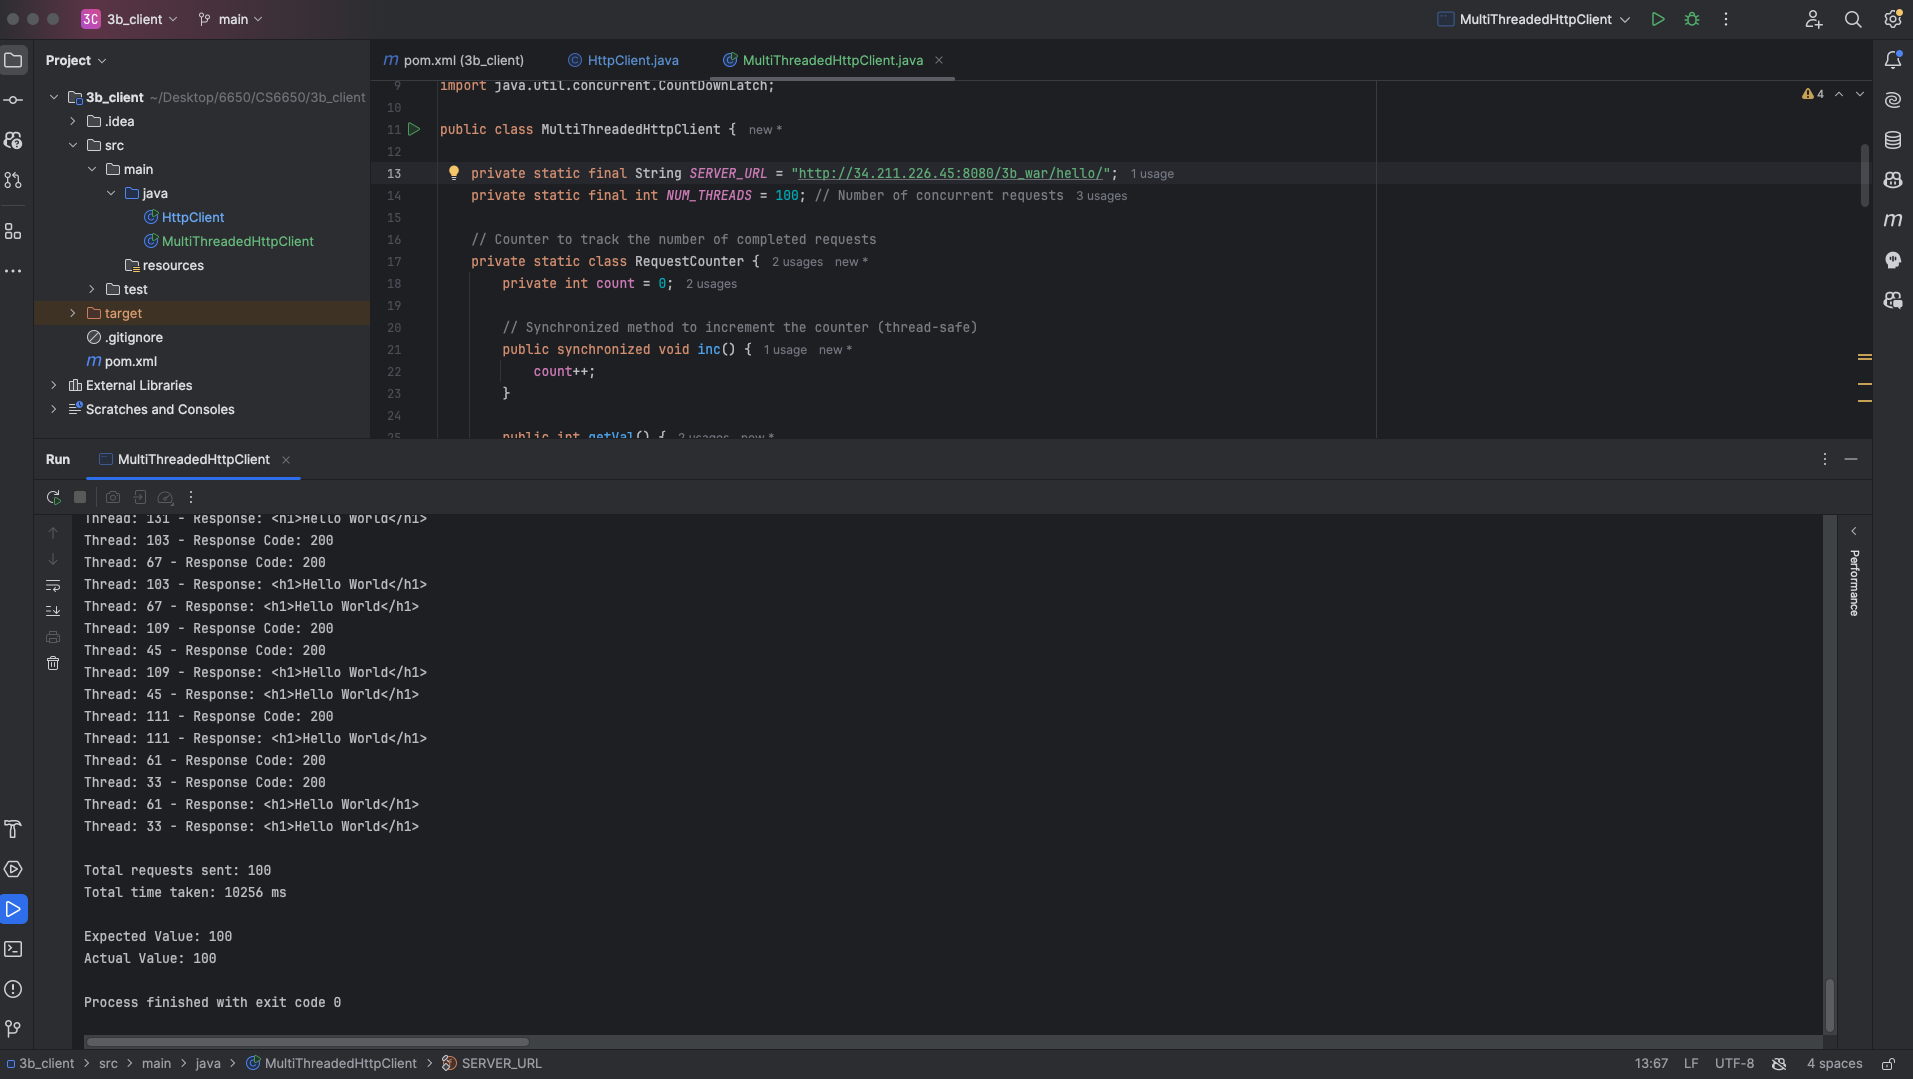 3C 3b_client main MultiThreadedHttpClient
Project
3b_client ~/Desktop/6650/CS6650/3b_client
.idea
src
main
java
HttpClient
MultiThreadedHttpClient
resources
test
target
.gitignore
m pom.xml
External Libraries
Scratches and Consoles
m pom.xml (3b_client) HttpClient.java MultiThreadedHttpClient.java
4
9 import java.util.concurrent.CountDownLatch;
10
11 public class MultiThreadedHttpClient { new *
12
13 private static final String SERVER_URL = "http://34.211.226.45:8080/3b_war/hello/"; 1 usage
14 private static final int NUM_THREADS = 100; // Number of concurrent requests 3 usages
15
16 // Counter to track the number of completed requests
17 private static class RequestCounter { 2 usages new *
18 private int count = 0; 2 usages
19
20 // Synchronized method to increment the counter (thread-safe)
21 public synchronized void inc() { 1 usage new *
22 count++;
23 }
24
25 public int getVal() { 2 usages new *
Run MultiThreadedHttpClient
Thread: 131 - Response: <h1>Hello World</h1>
Thread: 103 - Response Code: 200
Thread: 67 - Response Code: 200
Thread: 103 - Response: <h1>Hello World</h1>
Thread: 67 - Response: <h1>Hello World</h1>
Thread: 109 - Response Code: 200
Thread: 45 - Response Code: 200
Thread: 109 - Response: <h1>Hello World</h1>
Thread: 45 - Response: <h1>Hello World</h1>
Thread: 111 - Response Code: 200
Thread: 111 - Response: <h1>Hello World</h1>
Thread: 61 - Response Code: 200
Thread: 33 - Response Code: 200
Thread: 61 - Response: <h1>Hello World</h1>
Thread: 33 - Response: <h1>Hello World</h1>
Total requests sent: 100
Total time taken: 10256 ms
Expected Value: 100
Actual Value: 100
Process finished with exit code 0
Performance
3b_client > src > main > java > MultiThreadedHttpClient > SERVER_URL
13:67 LF UTF-8 4 spaces